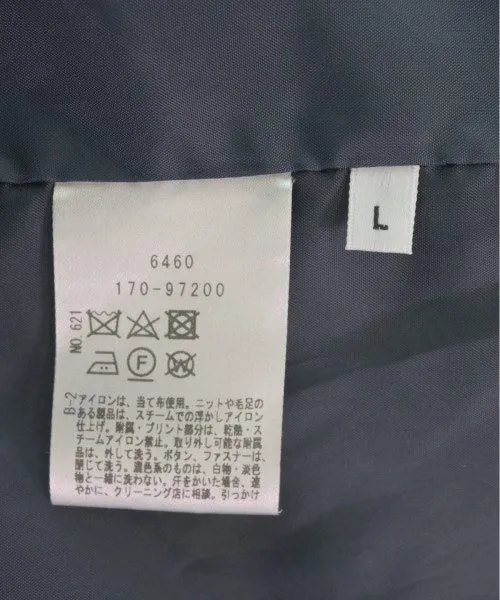 6460
170-97200
L
NO.621
F
W
B-2
アイロンは、当て布使用。ニットや毛足の
ある製品は、スチームでの浮かしアイロン
仕上げ。附属・プリント部分は、乾熱・ス
チームアイロン禁止。取り外し可能な附属
品は、外して洗う。ボタン、ファスナーは、
閉じて洗う。濃色系のものは、白物・淡色
物と一緒に洗わない。汗をかいた場合、速
やかに、クリーニング店に相談。引っかけ